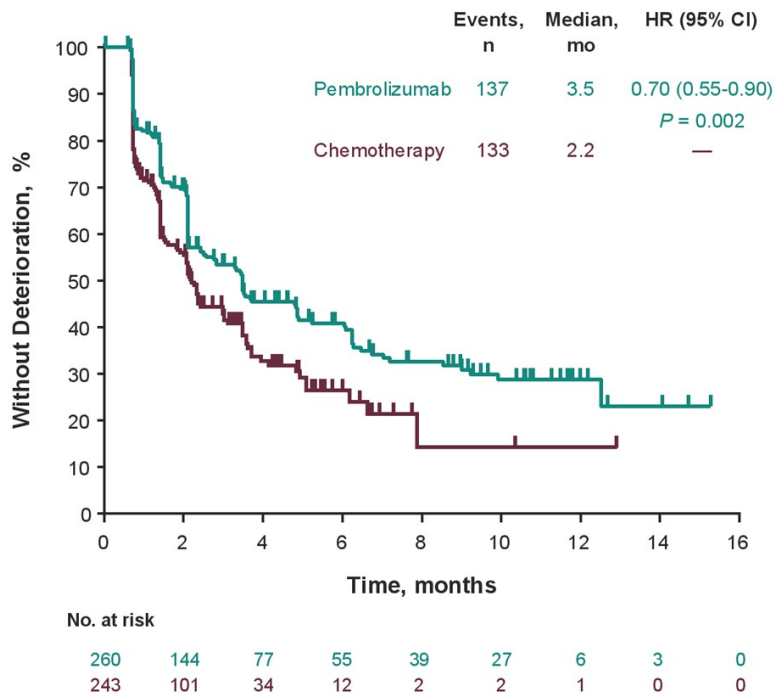 Events, Median, HR (95% CI)
n mo
Pembrolizumab 137 3.5 0.70 (0.55-0.90)
P = 0.002
Chemotherapy 133 2.2 —
Without Deterioration, %
100
90
80
70
60
50
40
30
20
10
0
0 2 4 6 8 10 12 14 16
Time, months
No. at risk
260 144 77 55 39 27 6 3 0
243 101 34 12 2 2 1 0 0